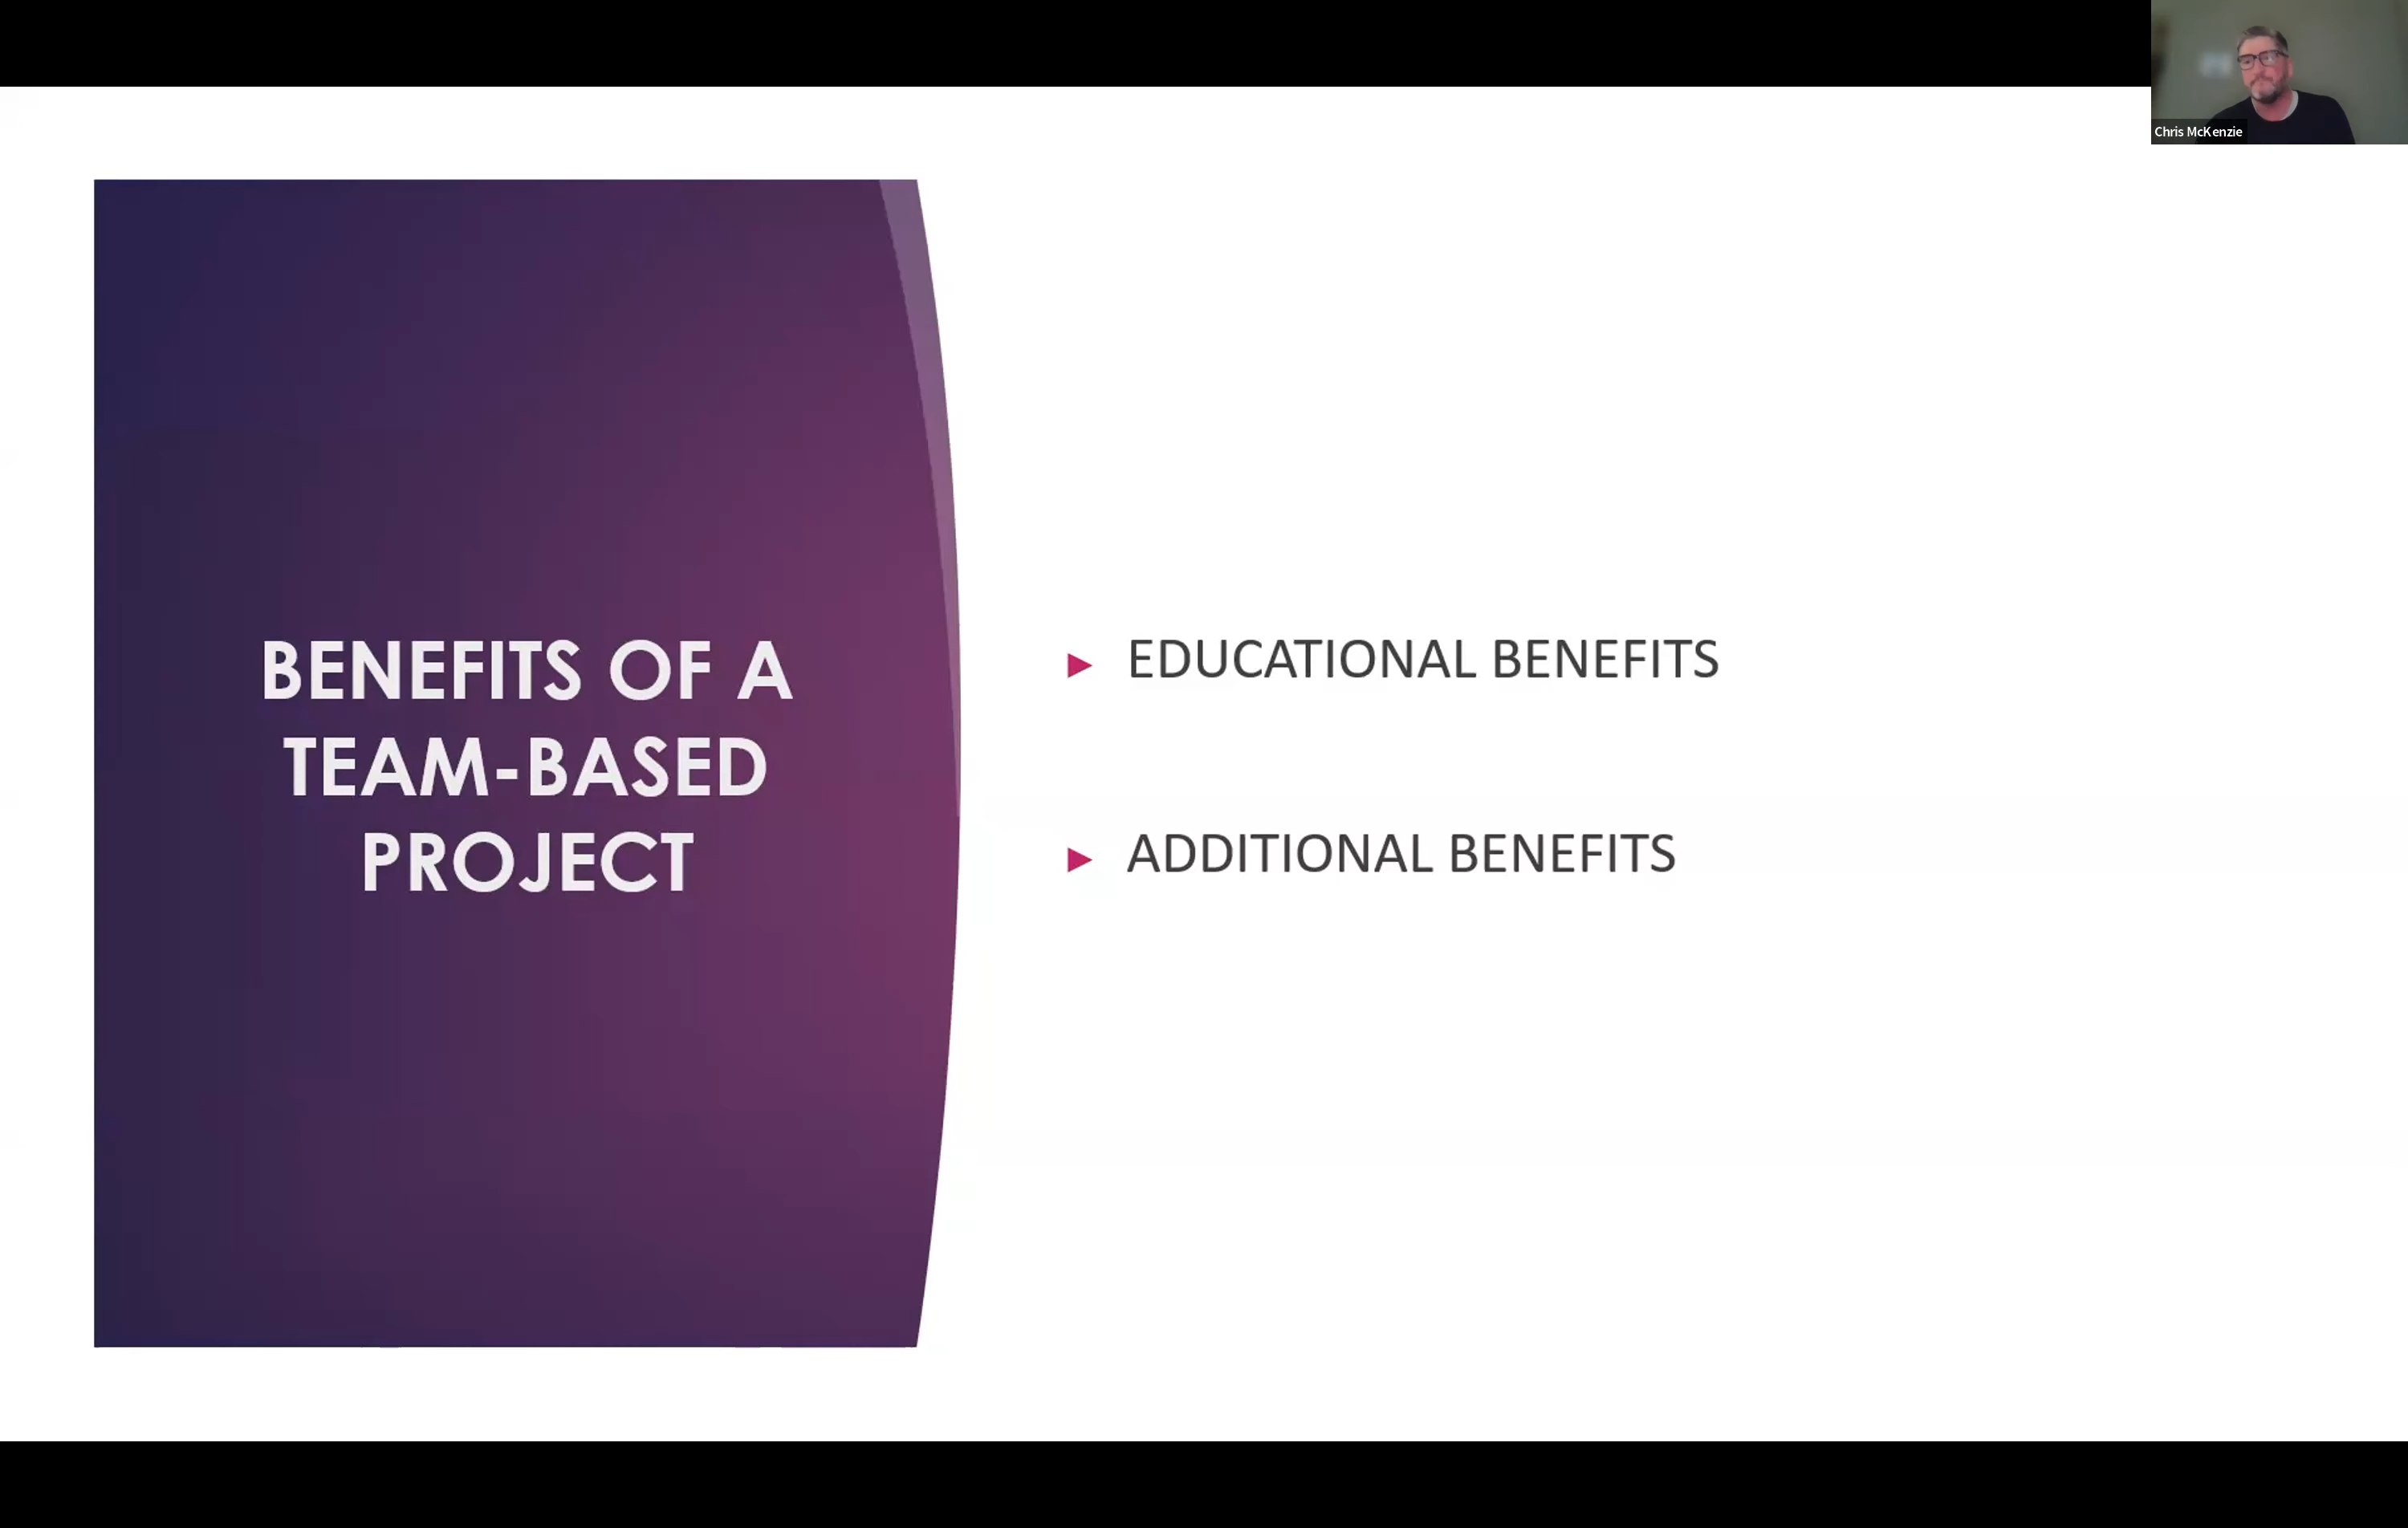 Chris McKenzie
BENEFITS OF A
TEAM-BASED
PROJECT
EDUCATIONAL BENEFITS
ADDITIONAL BENEFITS